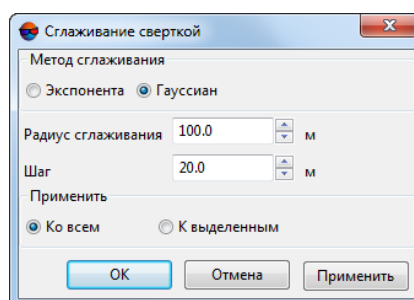 Сглаживание сверткой
Метод сглаживания
Экспонента Гауссиан
Радиус сглаживания 100.0 м
Шаг 20.0 м
Применить
Ко всем К выделенным
ОК Отмена Применить